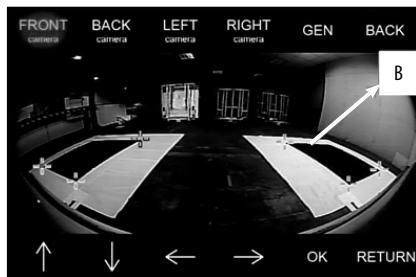 FRONT BACK LEFT RIGHT GEN BACK
camera camera camera camera
B
↑ ↓ ← → OK RETURN